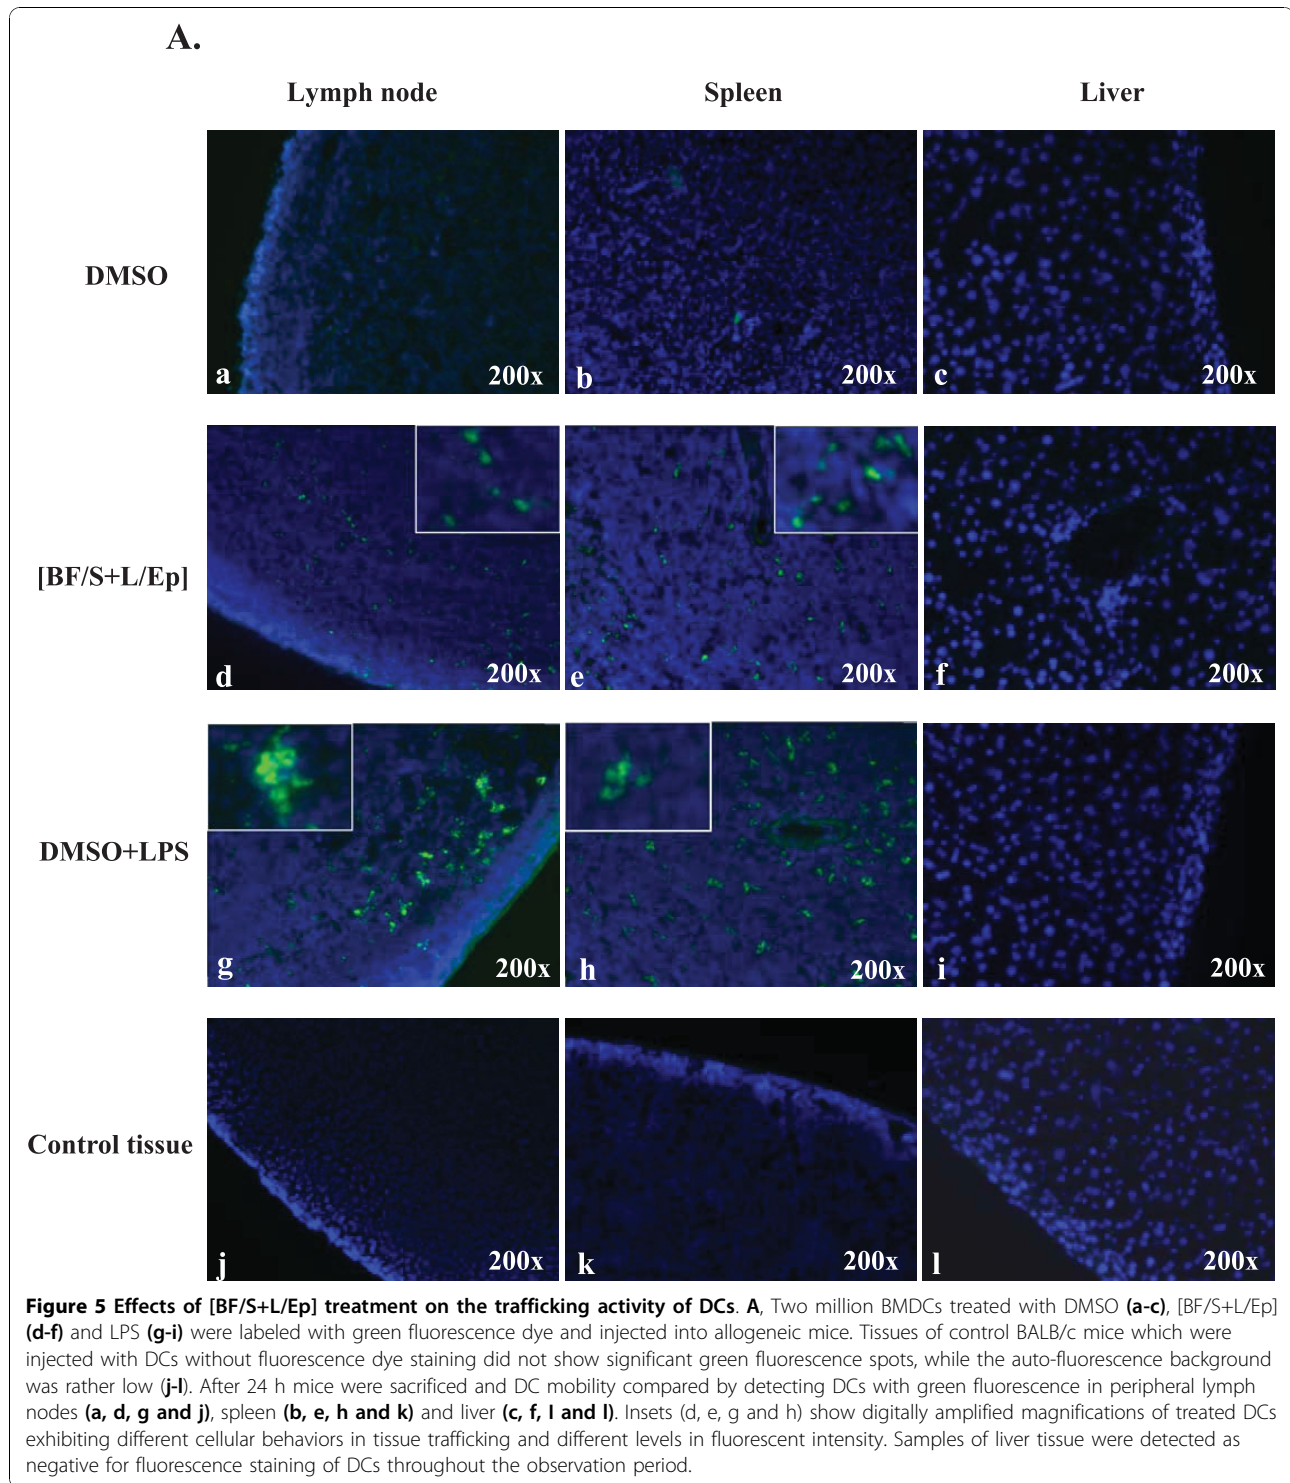 A.
Lymph node Spleen Liver
DMSO
a 200x b 200x c 200x
[BF/S+L/Ep]
d 200x e 200x f 200x
DMSO+LPS
g 200x h 200x i 200x
Control tissue
j 200x k 200x l 200x
Figure 5 Effects of [BF/S+L/Ep] treatment on the trafficking activity of DCs. A, Two million BMDCs treated with DMSO (a-c), [BF/S+L/Ep]
(d-f) and LPS (g-i) were labeled with green fluorescence dye and injected into allogeneic mice. Tissues of control BALB/c mice which were
injected with DCs without fluorescence dye staining did not show significant green fluorescence spots, while the auto-fluorescence background
was rather low (j-l). After 24 h mice were sacrificed and DC mobility compared by detecting DCs with green fluorescence in peripheral lymph
nodes (a, d, g and j), spleen (b, e, h and k) and liver (c, f, I and l). Insets (d, e, g and h) show digitally amplified magnifications of treated DCs
exhibiting different cellular behaviors in tissue trafficking and different levels in fluorescent intensity. Samples of liver tissue were detected as
negative for fluorescence staining of DCs throughout the observation period.